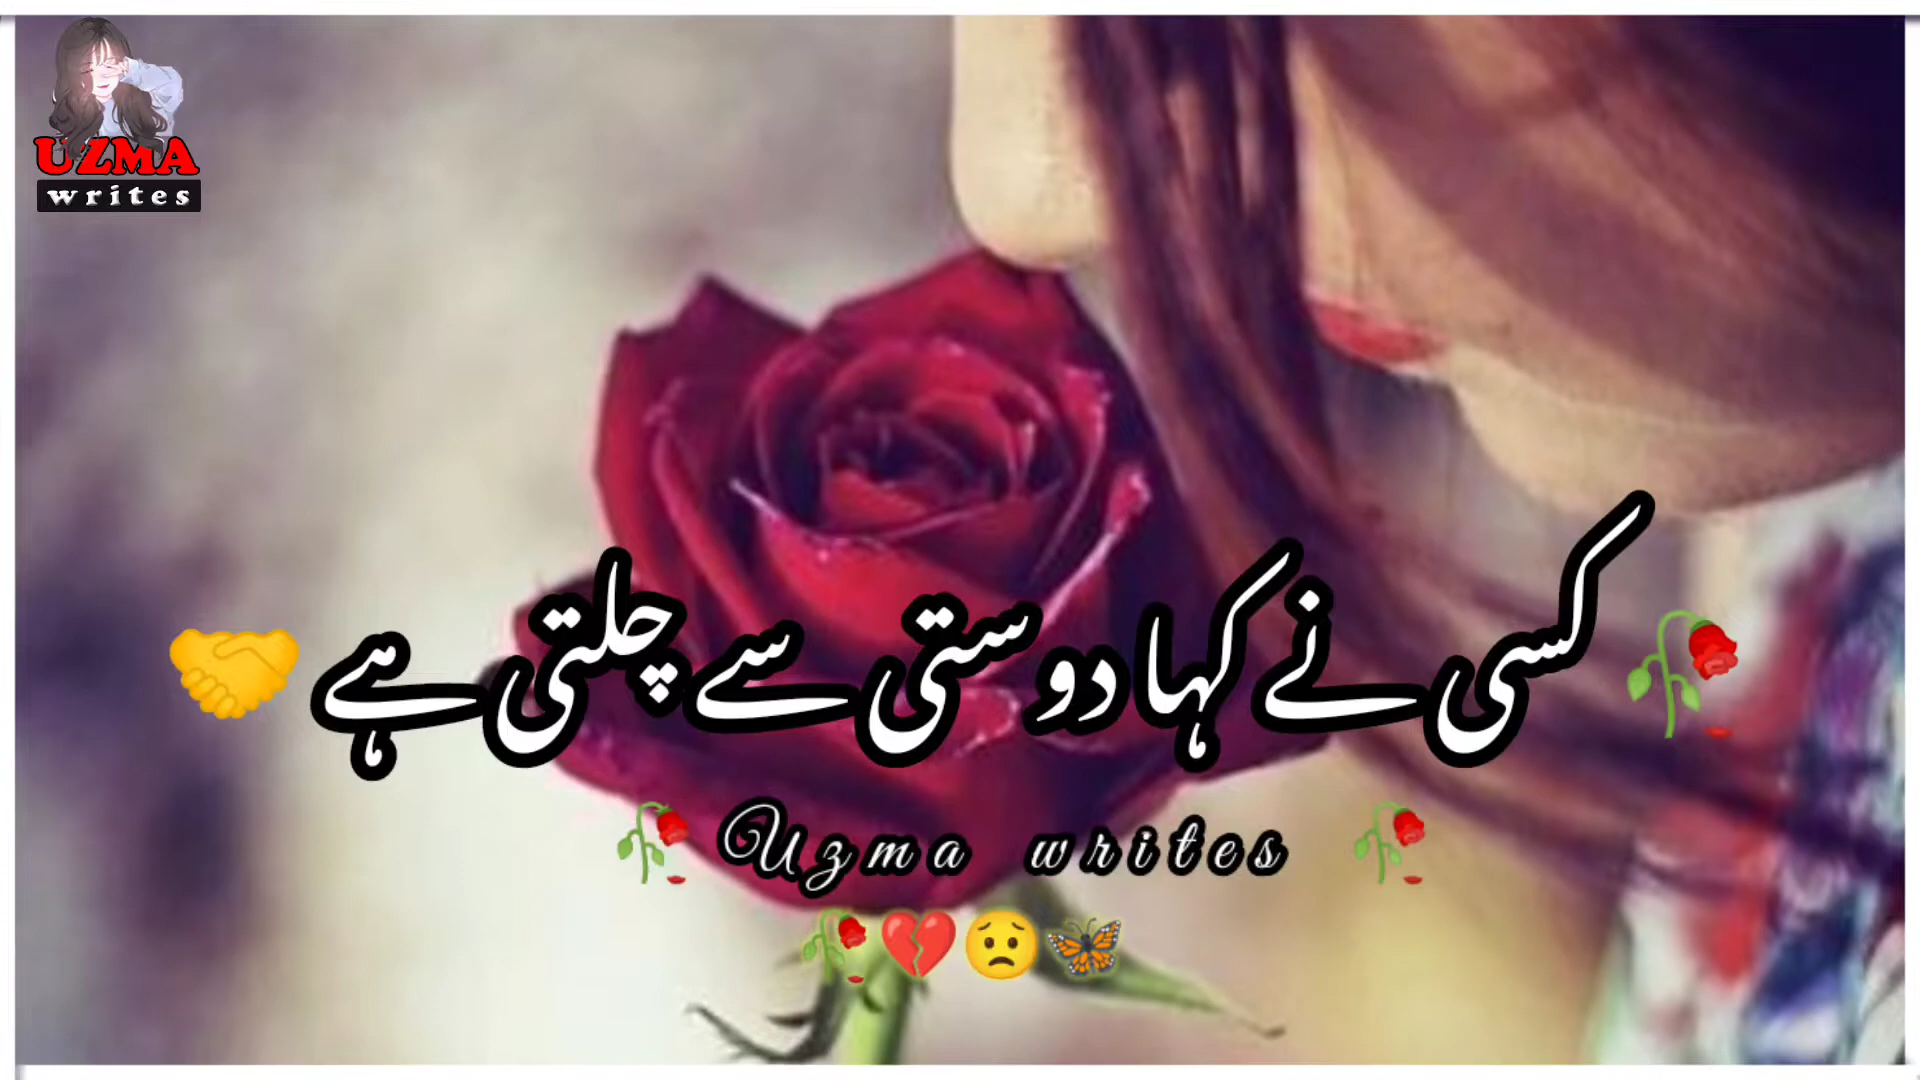 UZMA
writes
🥀کسی نے کہا دوستی سے چلتی ہے 🤝
🥀 Uzma writes 🥀
🥀💔😟🦋